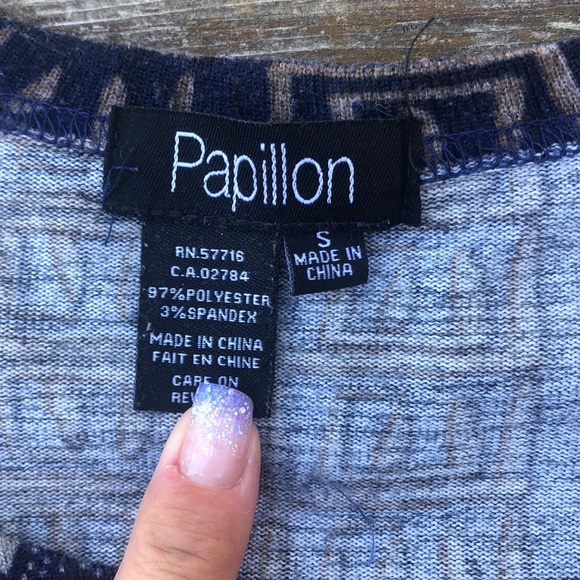 Papillon
RN.57716
C.A.02784
97%POLYESTER
3%SPANDEX
MADE IN CHINA
FAIT EN CHINE
CARE ON
S
MADE IN
CHINA